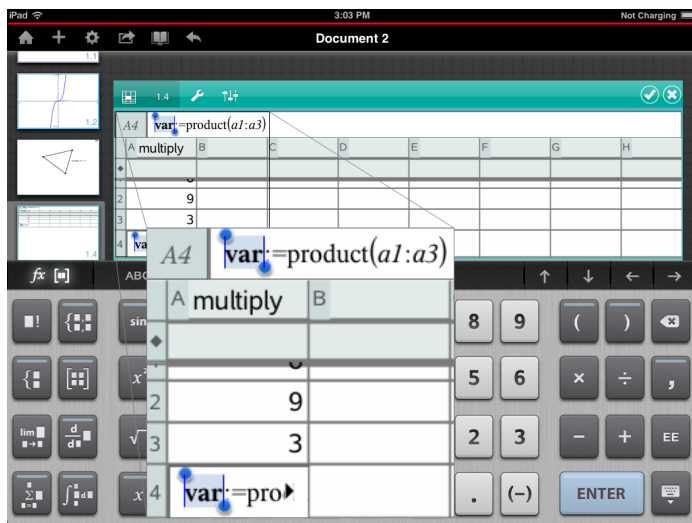 iPad 3:03 PM Not Charging
Document 2
1.1
1.4
1.2
A4 var:=product(a1:a3)
A multiply B C D E F G H
2 9
3 3
4 va
1.4
A4 var:=product(a1:a3)
A multiply B
2 9
3 3
4 var:=pro
fx ABC
! sin 8 9 ( )
x 5 6 × ÷ ,
lim d/d √ 2 3 − + EE
Σ ∫ d x . (−) ENTER